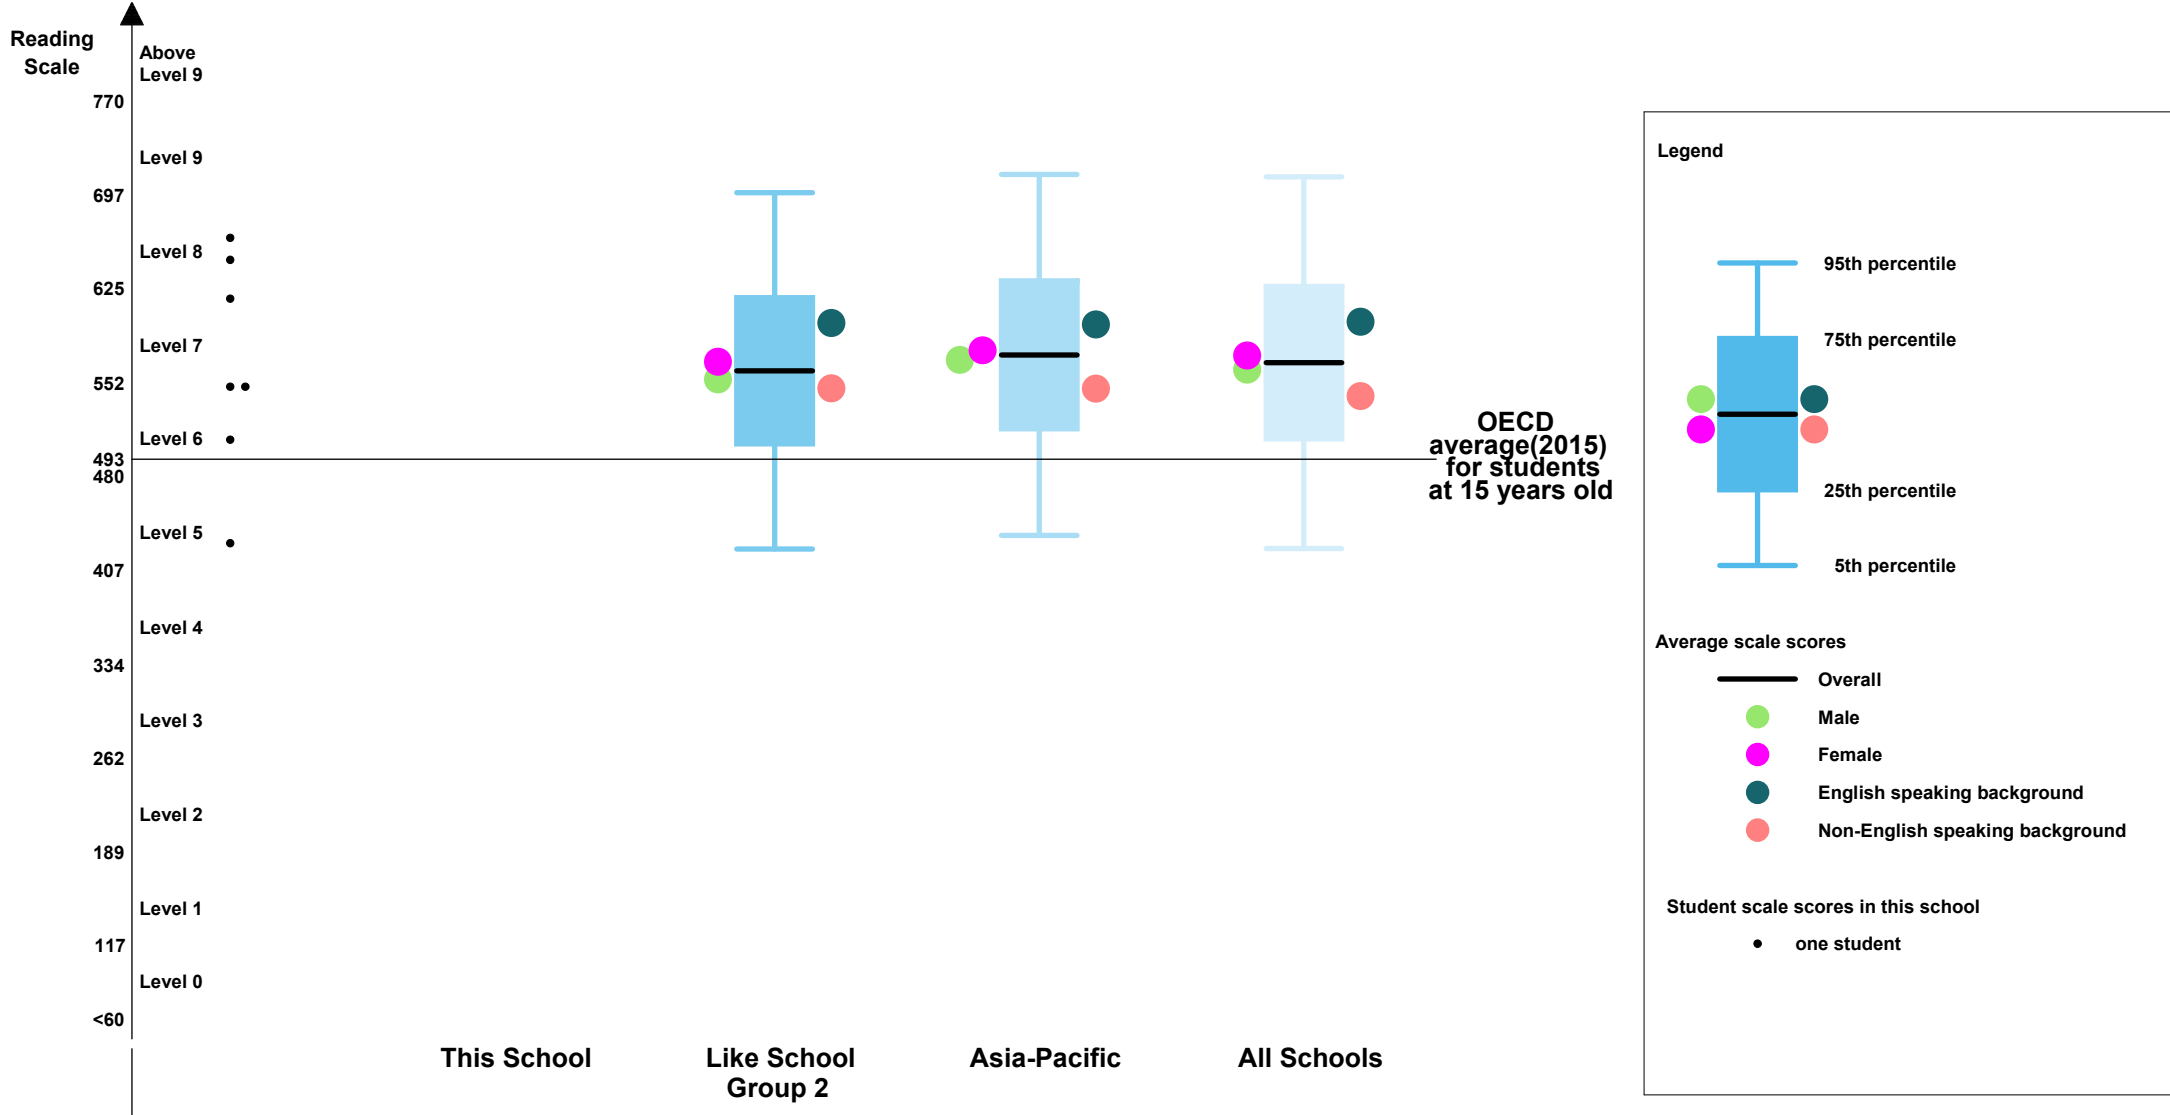 Reading
Scale
Above
Level 9
770
Level 9
697
Level 8
625
Level 7
552
Level 6
493
480
Level 5
407
Level 4
334
Level 3
262
Level 2
189
Level 1
117
Level 0
<60
OECD
average(2015)
for students
at 15 years old
This School
Like School
Group 2
Asia-Pacific
All Schools
Legend
95th percentile
75th percentile
25th percentile
5th percentile
Average scale scores
Overall
Male
Female
English speaking background
Non-English speaking background
Student scale scores in this school
one student